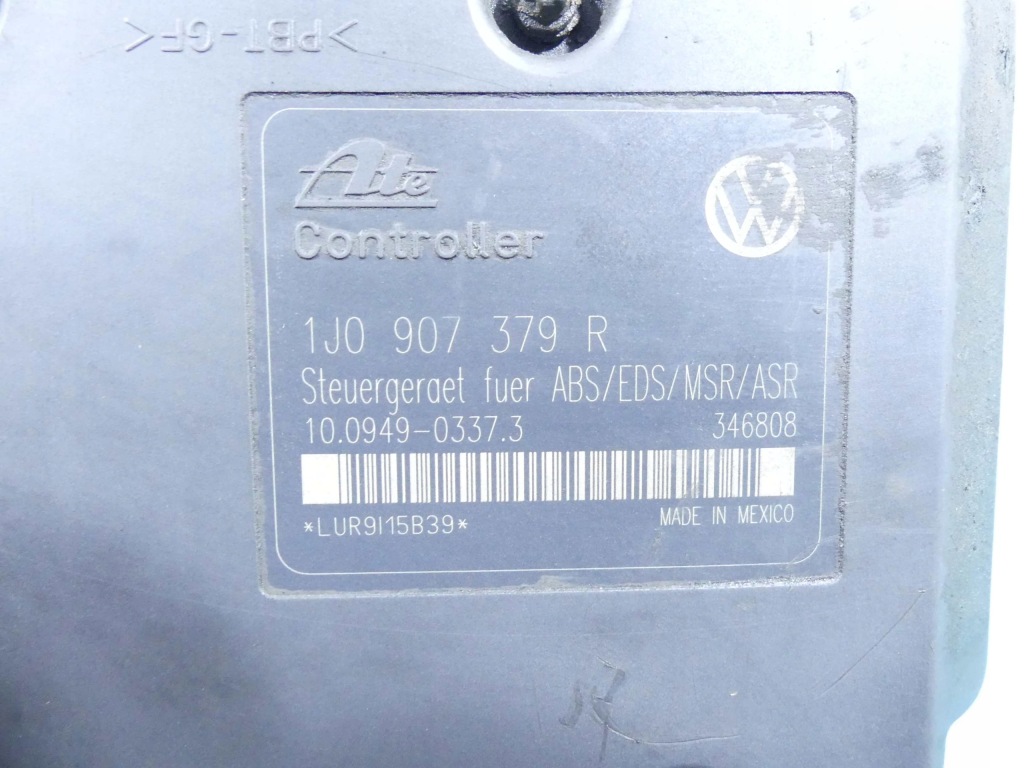 >PBT-GF<
Ate
Controller
VW
1J0 907 379 R
Steuergeraet fuer ABS/EDS/MSR/ASR
10.0949-0337.3 346808
*LUR9I15B39* MADE IN MEXICO